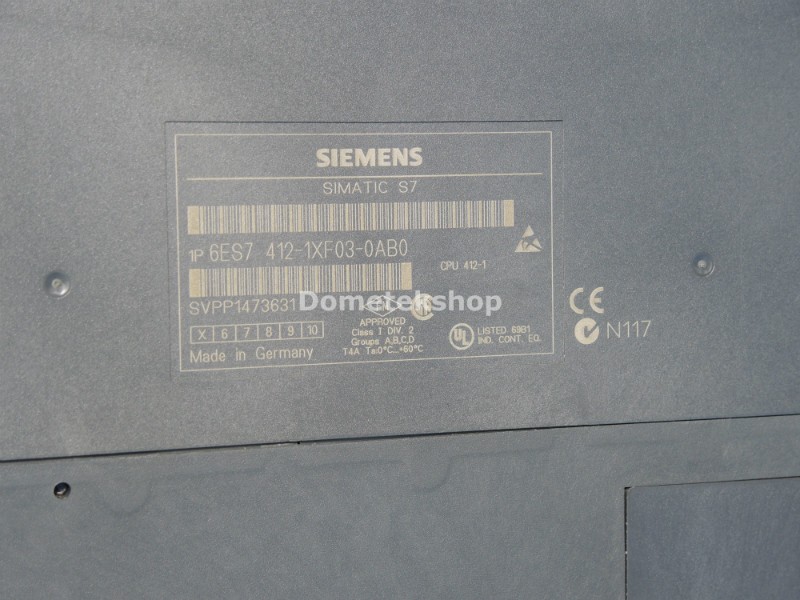 SIEMENS
SIMATIC S7
1P 6ES7 412-1XF03-0AB0
CPU 412-1
SVPP1473631
Dometekshop
X 6 7 8 9 10
Made in Germany
APPROVED
Class I DIV. 2
Groups A,B,C,D
T4A Ta:0°C...+60°C
UL
LISTED 69B1
IND. CONT. EQ.
CE
N117